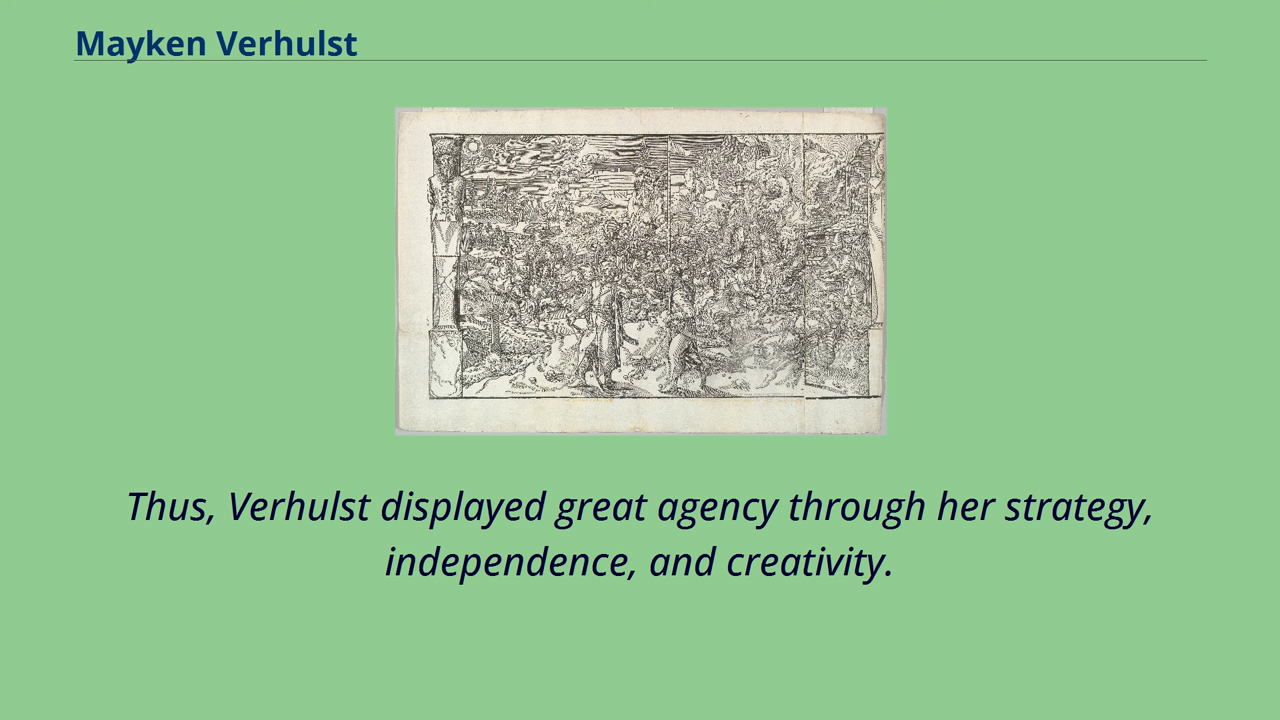 Mayken Verhulst
Thus, Verhulst displayed great agency through her strategy,
independence, and creativity.